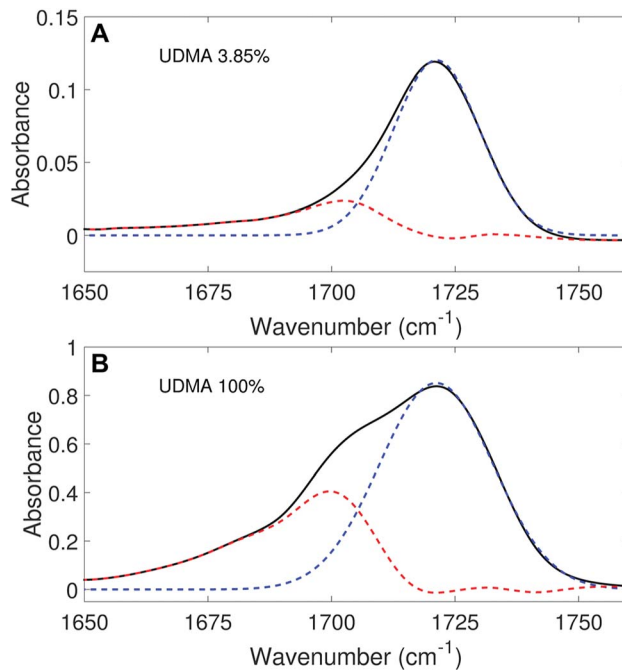 A
UDMA 3.85%
0.15
0.1
0.05
0
Absorbance
1650 1675 1700 1725 1750
Wavenumber (cm-1)
B
UDMA 100%
1
0.8
0.6
0.4
0.2
0
Absorbance
1650 1675 1700 1725 1750
Wavenumber (cm-1)